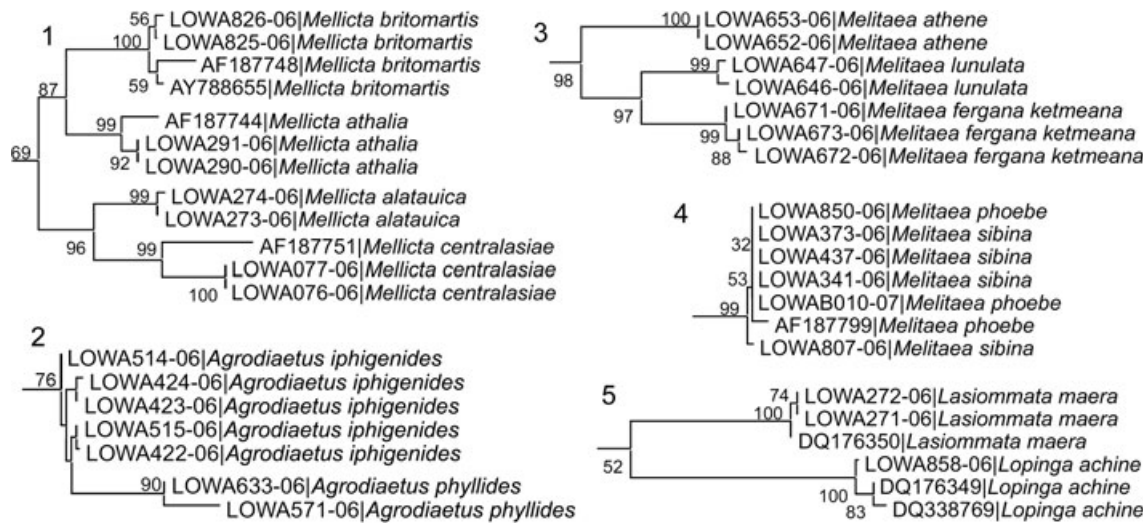 1
56 LOWA826-06|Mellicta britomartis
100 LOWA825-06|Mellicta britomartis
AF187748|Mellicta britomartis
59 AY788655|Mellicta britomartis
87
99 AF187744|Mellicta athalia
LOWA291-06|Mellicta athalia
92 LOWA290-06|Mellicta athalia
69
99 LOWA274-06|Mellicta alatauica
LOWA273-06|Mellicta alatauica
96 99 AF187751|Mellicta centralasiae
LOWA077-06|Mellicta centralasiae
100 LOWA076-06|Mellicta centralasiae
2
LOWA514-06|Agrodiaetus iphigenides
76 LOWA424-06|Agrodiaetus iphigenides
LOWA423-06|Agrodiaetus iphigenides
LOWA515-06|Agrodiaetus iphigenides
LOWA422-06|Agrodiaetus iphigenides
90 LOWA633-06|Agrodiaetus phyllides
LOWA571-06|Agrodiaetus phyllides
3
100 LOWA653-06|Melitaea athene
LOWA652-06|Melitaea athene
98 99 LOWA647-06|Melitaea lunulata
LOWA646-06|Melitaea lunulata
97 LOWA671-06|Melitaea fergana ketmeana
99 LOWA673-06|Melitaea fergana ketmeana
88 LOWA672-06|Melitaea fergana ketmeana
4
LOWA850-06|Melitaea phoebe
32 LOWA373-06|Melitaea sibina
LOWA437-06|Melitaea sibina
53 LOWA341-06|Melitaea sibina
99 LOWAB010-07|Melitaea phoebe
AF187799|Melitaea phoebe
LOWA807-06|Melitaea sibina
5
74 LOWA272-06|Lasiommata maera
100 LOWA271-06|Lasiommata maera
DQ176350|Lasiommata maera
52 LOWA858-06|Lopinga achine
100 DQ176349|Lopinga achine
83 DQ338769|Lopinga achine